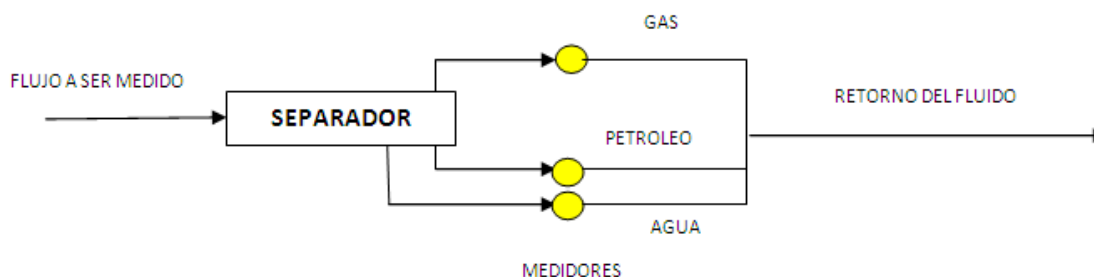 GAS
FLUJO A SER MEDIDO
SEPARADOR
RETORNO DEL FLUIDO
PETROLEO
AGUA
MEDIDORES